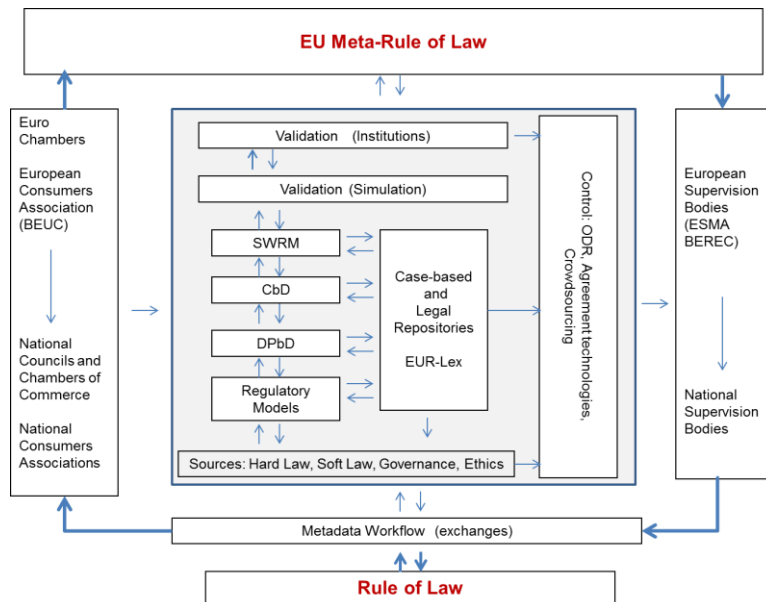 EU Meta-Rule of Law
Euro
Chambers
European
Consumers
Association
(BEUC)
National
Councils and
Chambers of
Commerce
National
Consumers
Associations
Validation (Institutions)
Validation (Simulation)
SWRM
CbD
DPbD
Regulatory
Models
Case-based
and
Legal
Repositories
EUR-Lex
Sources: Hard Law, Soft Law, Governance, Ethics
Control: ODR, Agreement technologies,
Crowdsourcing
European
Supervision
Bodies
(ESMA
BEREC)
National
Supervision
Bodies
Metadata Workflow (exchanges)
Rule of Law